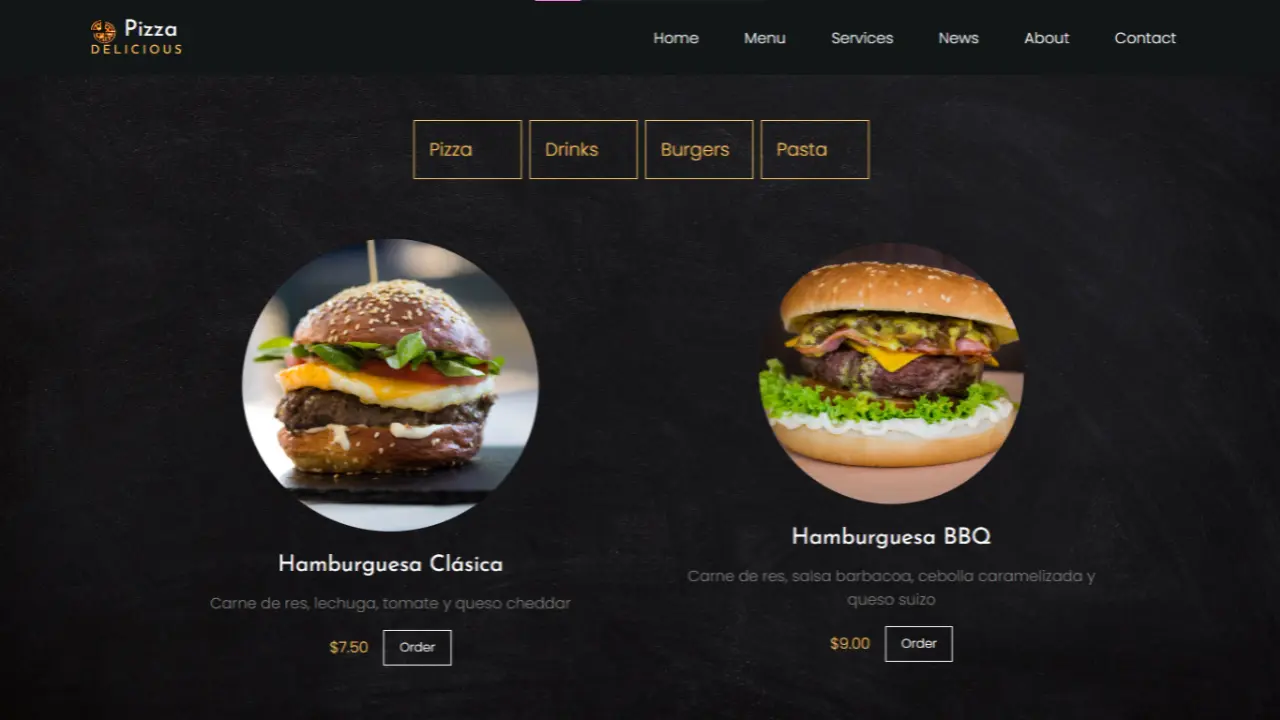 Pizza
DELICIOUS
Home Menu Services News About Contact
Pizza Drinks Burgers Pasta
Hamburguesa Clásica
Carne de res, lechuga, tomate y queso cheddar
$7.50 Order
Hamburguesa BBQ
Carne de res, salsa barbacoa, cebolla caramelizada y
queso suizo
$9.00 Order